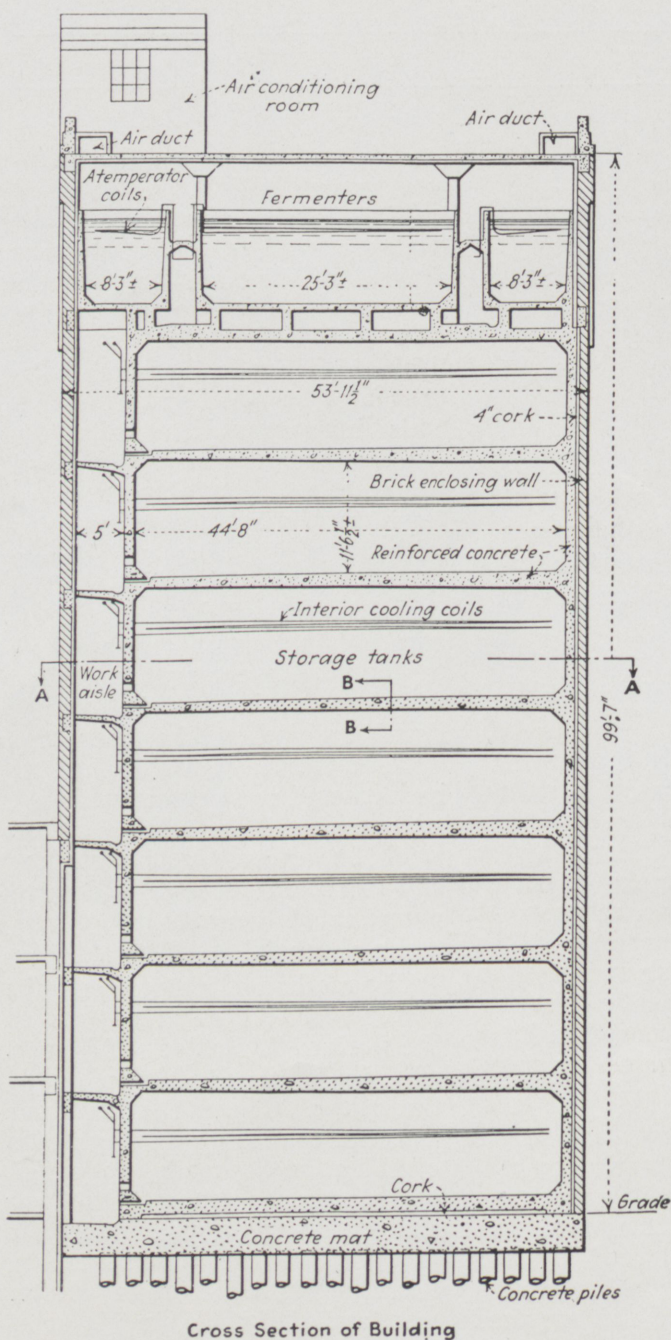 Air conditioning
room
Air duct
Air duct
Atemperator
coils
Fermenters
8'-3"±
25'-3"±
8'-3"±
53'-11½"
4" cork
Brick enclosing wall
5'
44'-8"
11'-6½"±
Reinforced concrete
Interior cooling coils
Storage tanks
Work
aisle
A
A
B
B
99'-7"
Cork
Grade
Concrete mat
Concrete piles
Cross Section of Building